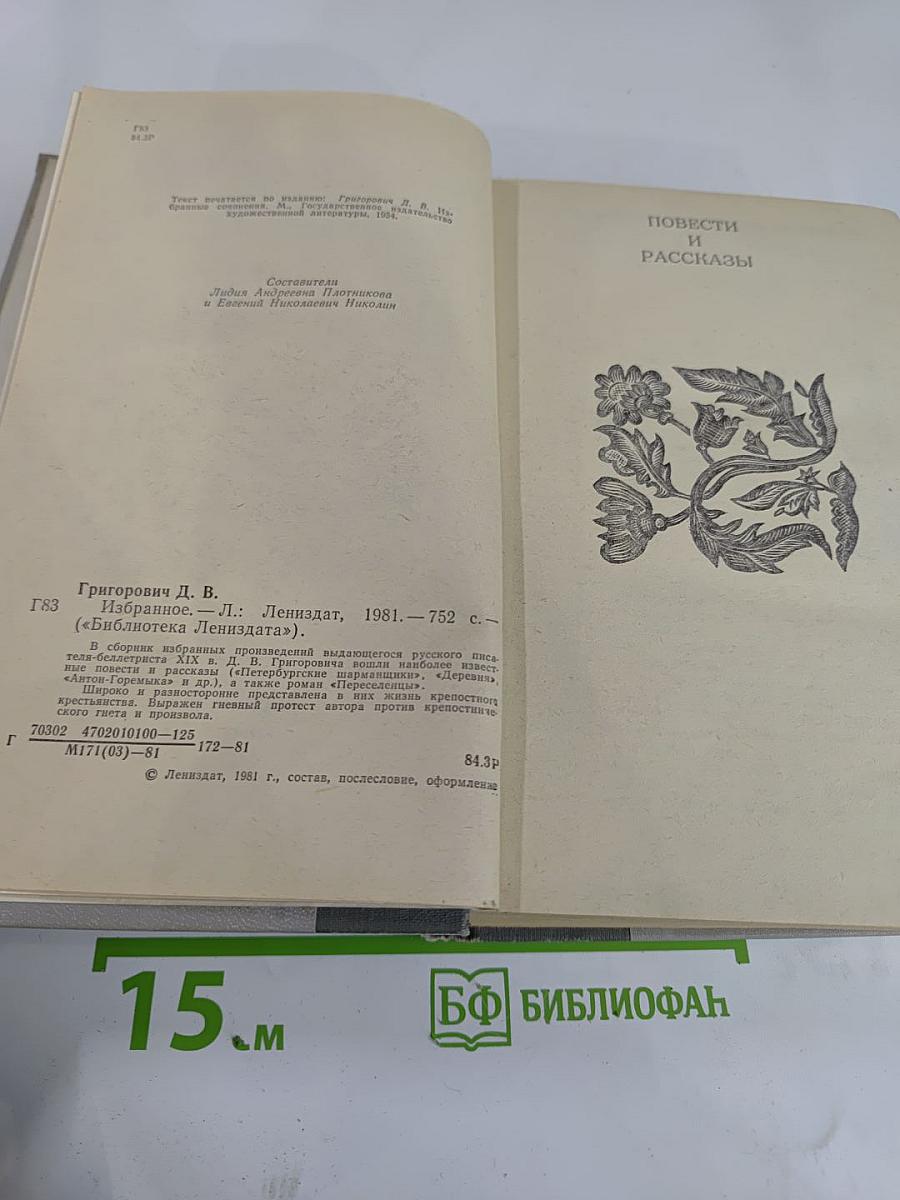 Г83
84.3Р
Текст печатается по изданию: Григорович Д. В. Из-
бранные сочинения. М., Государственное издательство
художественной литературы, 1954.
Составители
Лидия Андреевна Плотникова
и Евгений Николаевич Николин
Григорович Д. В.
Г83 Избранное. — Л.: Лениздат, 1981. — 752 с. —
(«Библиотека Лениздата»).
В сборник избранных произведений выдающегося русского писа-
теля-беллетриста XIX в. Д. В. Григоровича вошли наиболее извест-
ные повести и рассказы («Петербургские шарманщики», «Деревня»,
«Антон-Горемыка» и др.), а также роман «Переселенцы».
Широко и разносторонне представлена в них жизнь крепостного
крестьянства. Выражен гневный протест автора против крепостниче-
ского гнета и произвола.
Г 70302 4702010100—125
М171(03)—81 172—81
84.3Р
© Лениздат, 1981 г., состав, послесловие, оформление
ПОВЕСТИ
И
РАССКАЗЫ
15 см
БФ БИБЛИОФАН